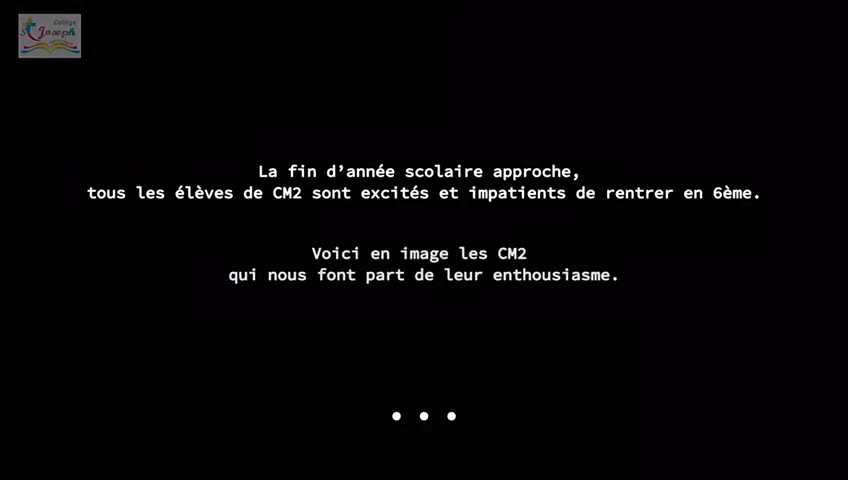 Collège
St Joseph
La fin d’année scolaire approche,
tous les élèves de CM2 sont excités et impatients de rentrer en 6ème.
Voici en image les CM2
qui nous font part de leur enthousiasme.